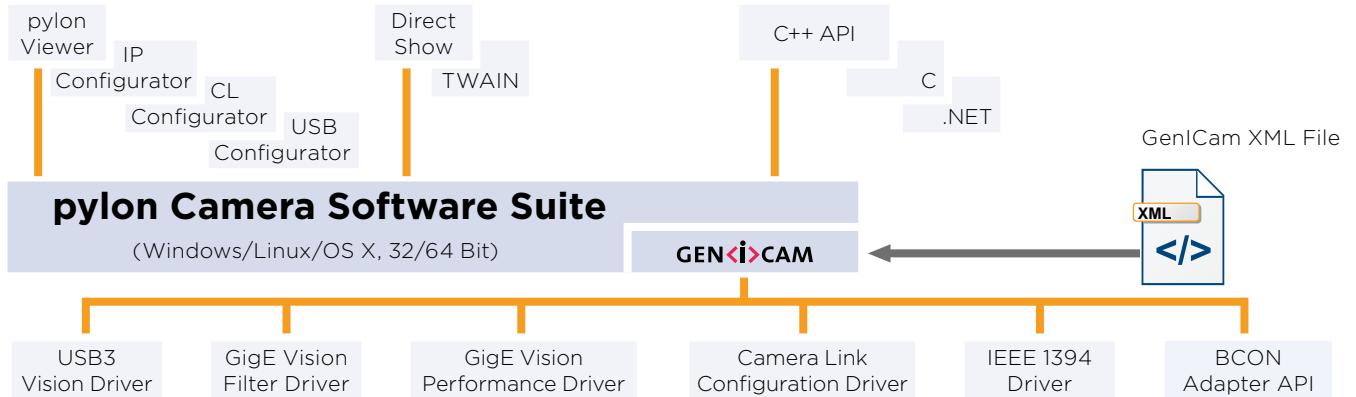 pylon
Viewer
IP
Configurator
CL
Configurator
USB
Configurator
Direct
Show
TWAIN
C++ API
C
.NET
GenICam XML File
XML
</>
pylon Camera Software Suite
(Windows/Linux/OS X, 32/64 Bit)
GEN<i>CAM
USB3
Vision Driver
GigE Vision
Filter Driver
GigE Vision
Performance Driver
Camera Link
Configuration Driver
IEEE 1394
Driver
BCON
Adapter API